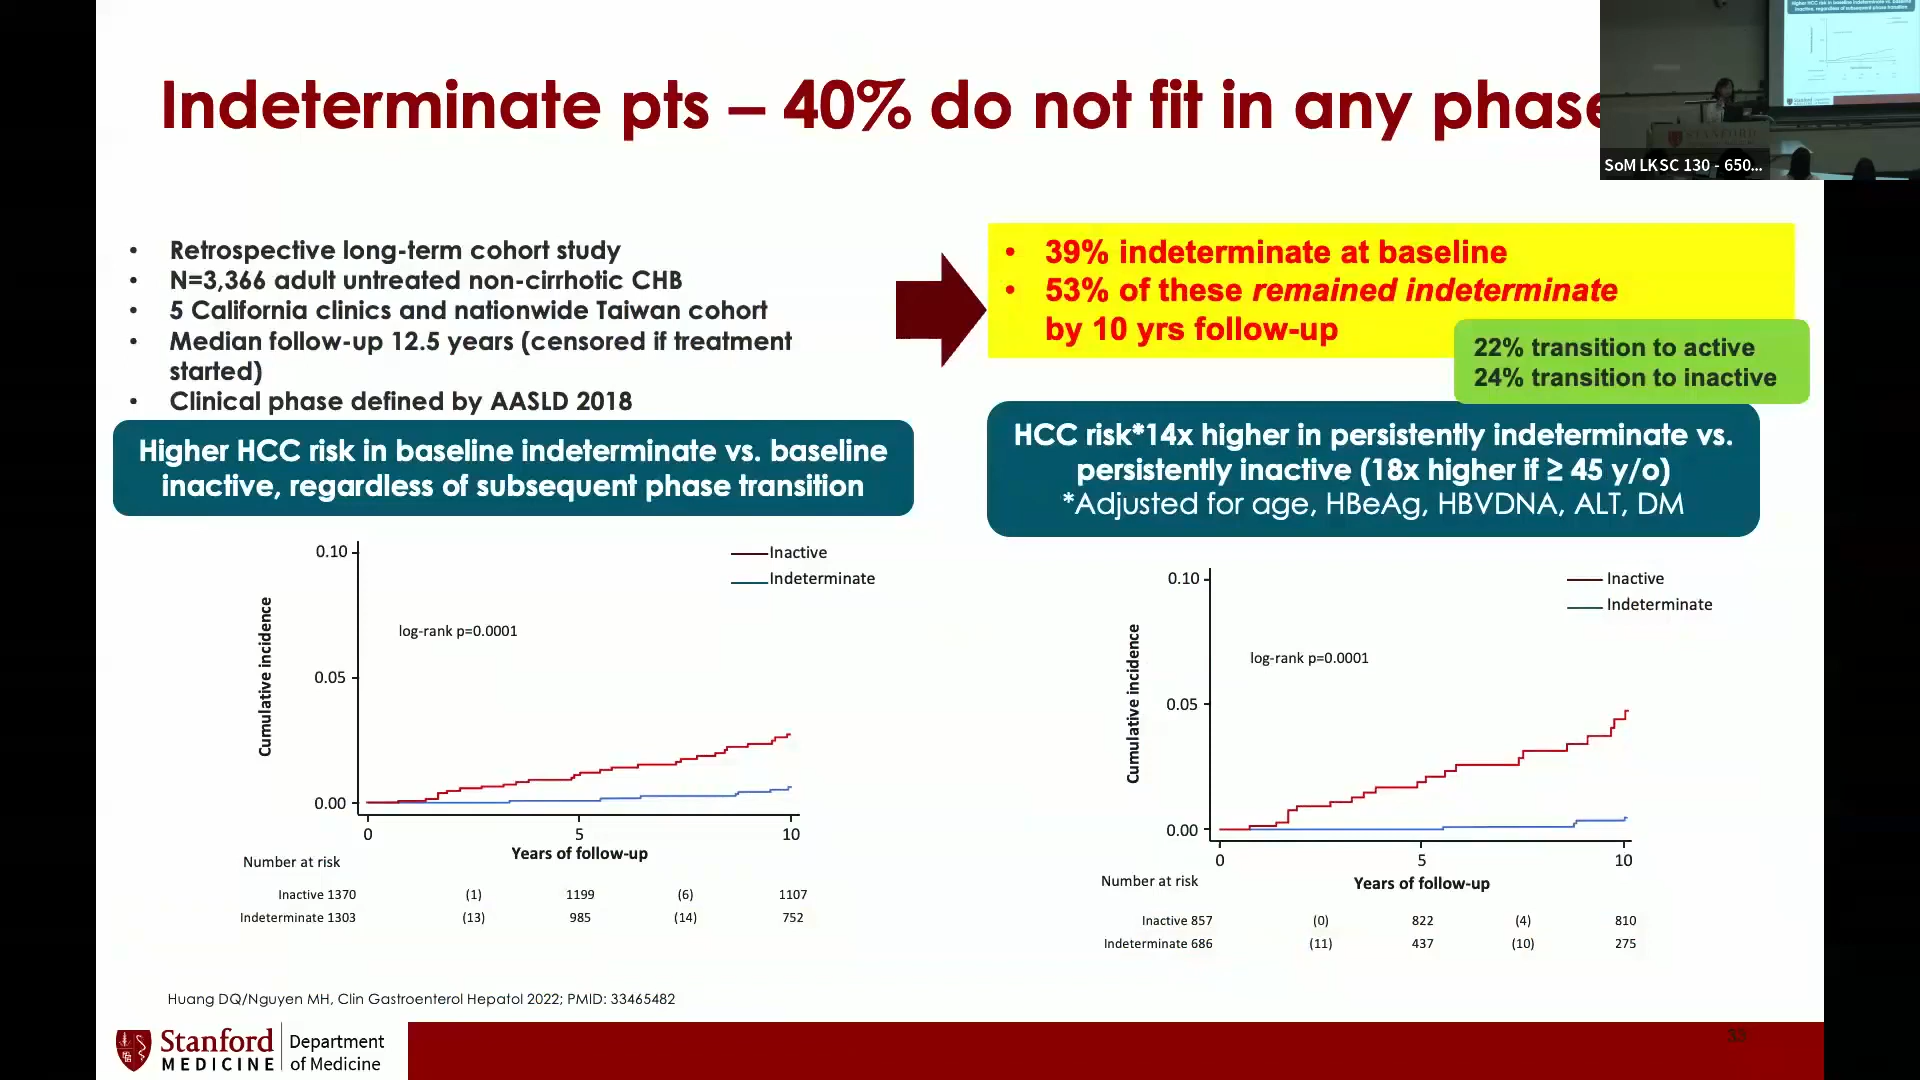 Indeterminate pts – 40% do not fit in any phase
SoM LKSC 130 - 650...
• Retrospective long-term cohort study
• N=3,366 adult untreated non-cirrhotic CHB
• 5 California clinics and nationwide Taiwan cohort
• Median follow-up 12.5 years (censored if treatment
started)
• Clinical phase defined by AASLD 2018
• 39% indeterminate at baseline
• 53% of these remained indeterminate
by 10 yrs follow-up
22% transition to active
24% transition to inactive
Higher HCC risk in baseline indeterminate vs. baseline
inactive, regardless of subsequent phase transition
HCC risk*14x higher in persistently indeterminate vs.
persistently inactive (18x higher if ≥ 45 y/o)
*Adjusted for age, HBeAg, HBVDNA, ALT, DM
0.10
Inactive
Indeterminate
log-rank p=0.0001
Cumulative incidence
0.05
0.00
0 5 10
Years of follow-up
Number at risk
Inactive 1370 (1) 1199 (6) 1107
Indeterminate 1303 (13) 985 (14) 752
0.10
Inactive
Indeterminate
log-rank p=0.0001
Cumulative incidence
0.05
0.00
0 5 10
Years of follow-up
Number at risk
Inactive 857 (0) 822 (4) 810
Indeterminate 686 (11) 437 (10) 275
Huang DQ/Nguyen MH, Clin Gastroenterol Hepatol 2022; PMID: 33465482
Stanford
MEDICINE
Department
of Medicine
33